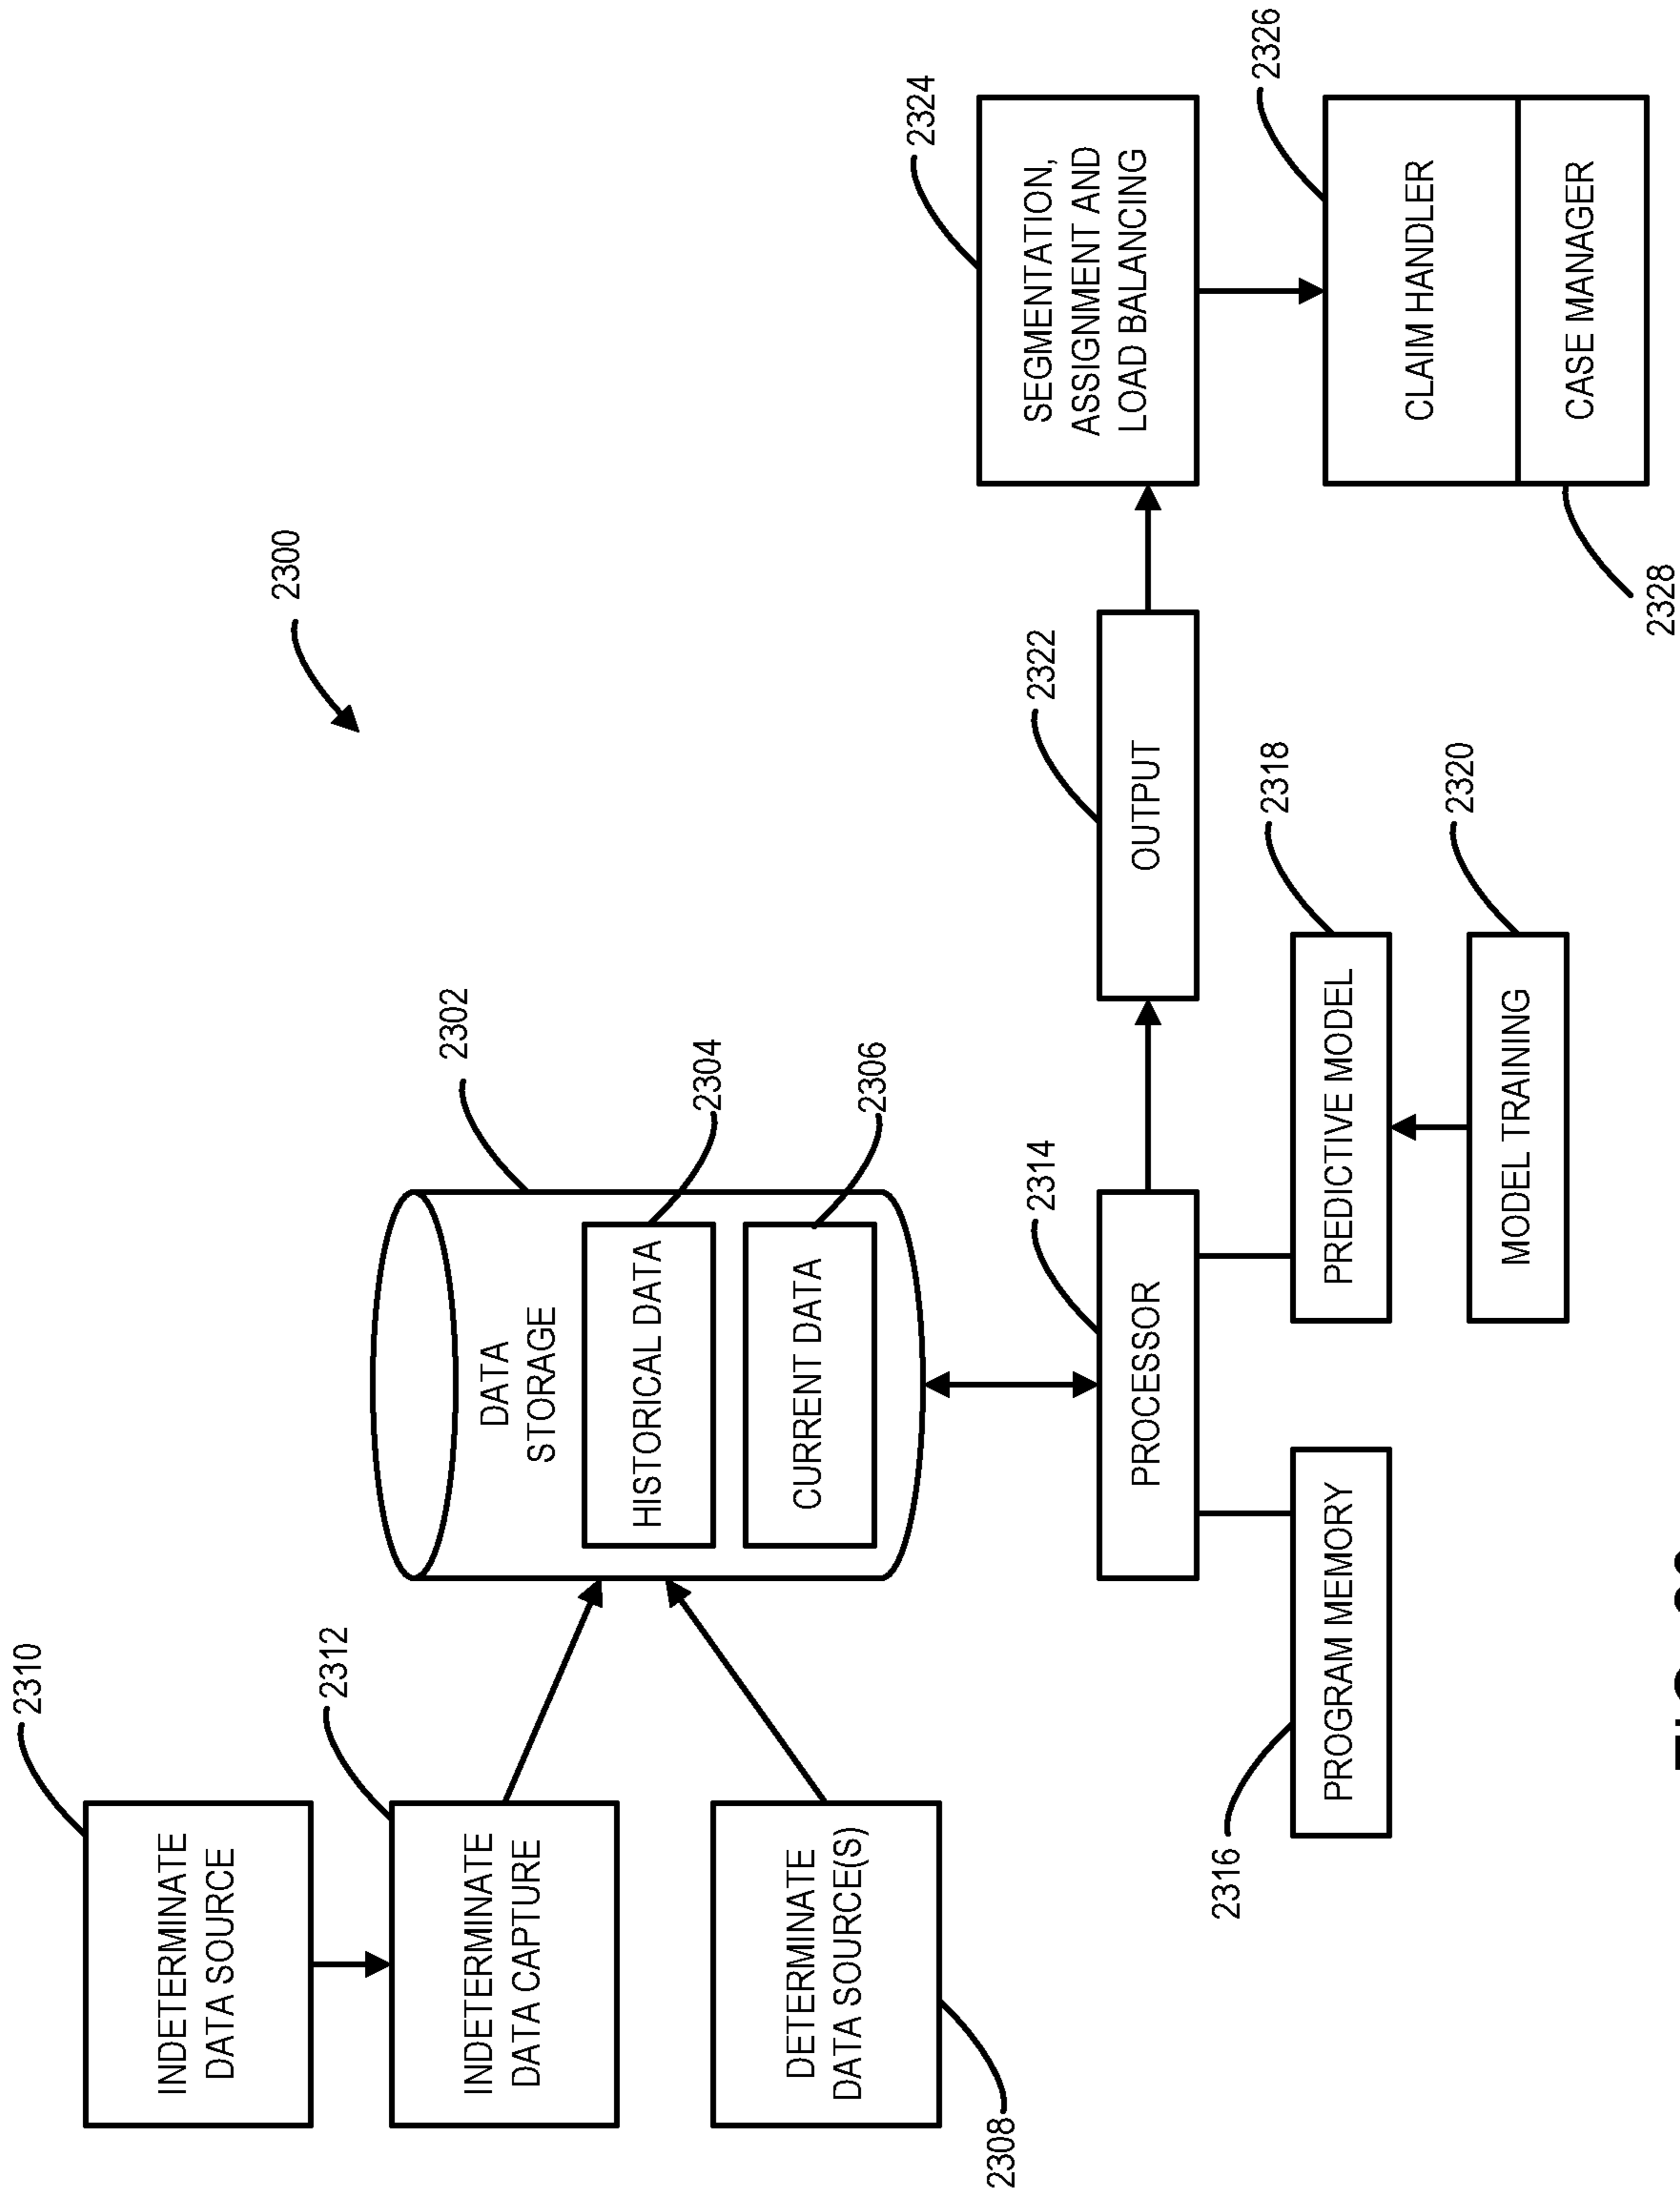 2310
INDETERMINATE
DATA SOURCE
2312
INDETERMINATE
DATA CAPTURE
DETERMINATE
DATA SOURCE(S)
2308
2300
2302
DATA
STORAGE
HISTORICAL DATA
2304
CURRENT DATA
2306
PROCESSOR
2314
OUTPUT
2322
SEGMENTATION,
ASSIGNMENT AND
LOAD BALANCING
2324
2316
PROGRAM MEMORY
PREDICTIVE MODEL
2318
MODEL TRAINING
2320
CLAIM HANDLER
2326
CASE MANAGER
2328
FIG.